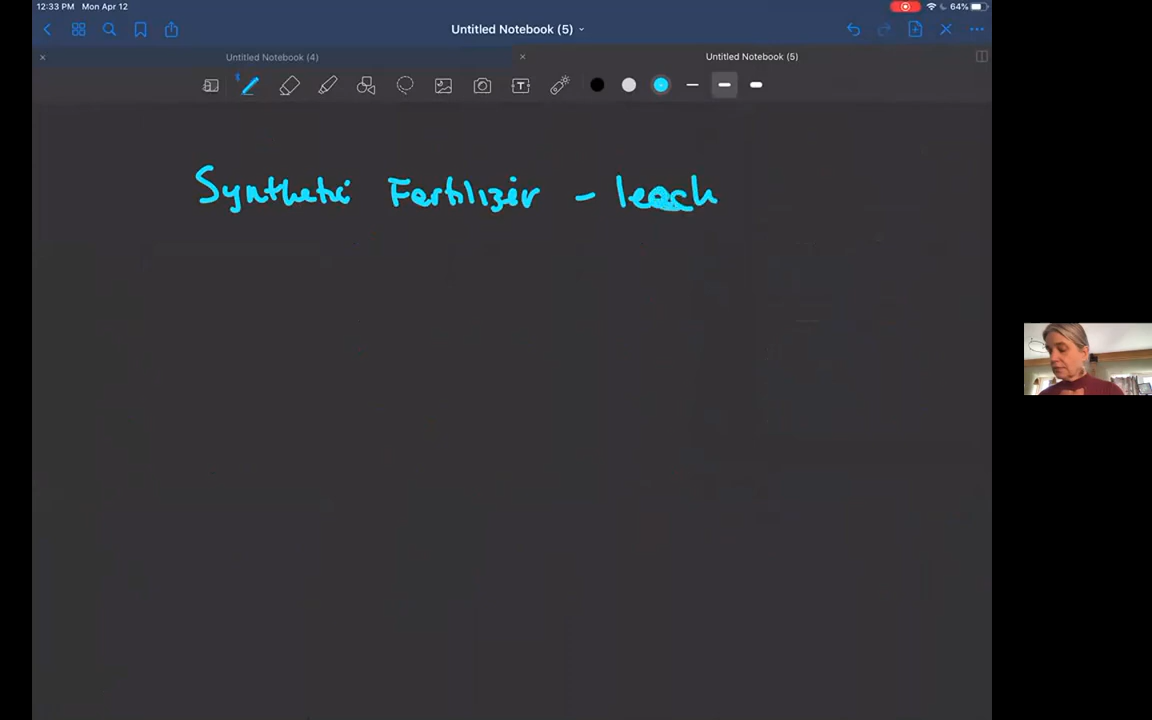 12:33 PM Mon Apr 12
64%
Untitled Notebook (5)
Untitled Notebook (4)
Untitled Notebook (5)
T
Synthetic Fertilizer - leach